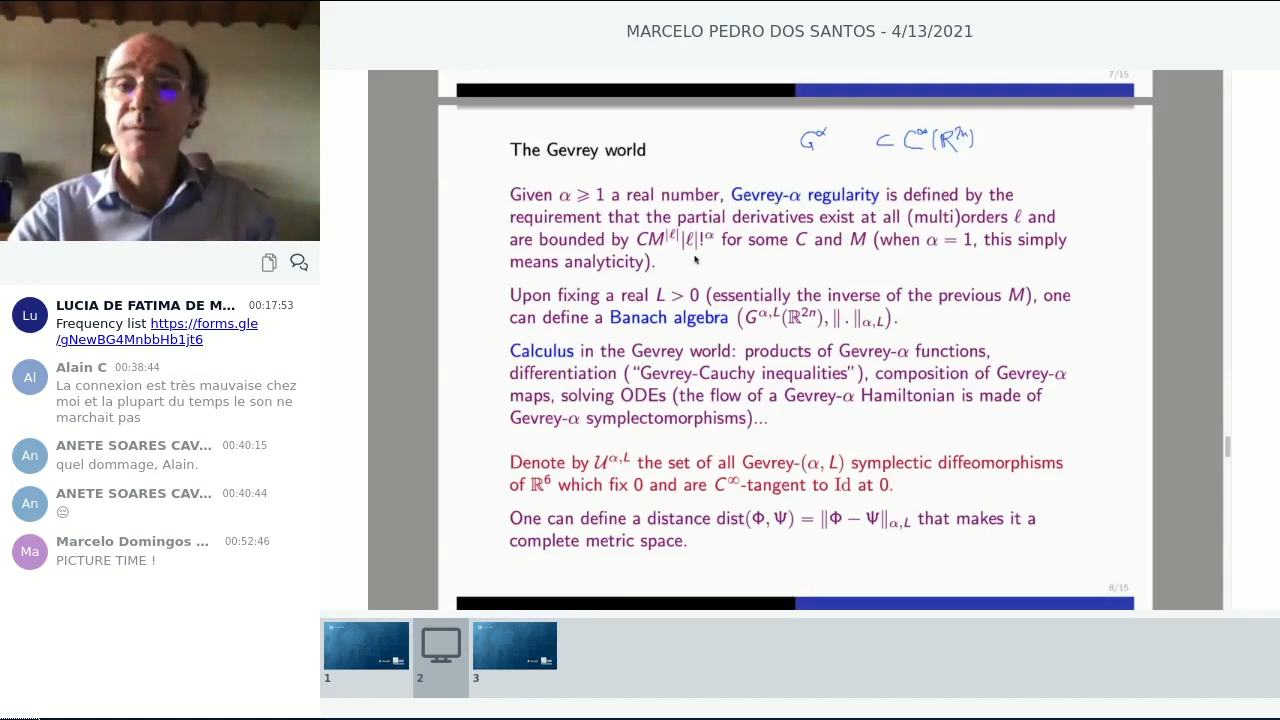 MARCELO PEDRO DOS SANTOS - 4/13/2021
LUCIA DE FATIMA DE M... 00:17:53
Frequency list https://forms.gle
/gNewBG4MnbbHb1jt6
Al
Alain C 00:38:44
La connexion est très mauvaise chez
moi et la plupart du temps le son ne
marchait pas
An
ANETE SOARES CAV... 00:40:15
quel dommage, Alain.
An
ANETE SOARES CAV... 00:40:44
😔
Ma
Marcelo Domingos ... 00:52:46
PICTURE TIME !
Lu
7/15
G^α ⊂ C^∞(ℝ^2n)
The Gevrey world
Given α ⩾ 1 a real number, Gevrey-α regularity is defined by the
requirement that the partial derivatives exist at all (multi)orders ℓ and
are bounded by CM^|ℓ||ℓ|!^α for some C and M (when α = 1, this simply
means analyticity).
Upon fixing a real L > 0 (essentially the inverse of the previous M), one
can define a Banach algebra (G^α,L(ℝ^2n), ‖ . ‖_α,L).
Calculus in the Gevrey world: products of Gevrey-α functions,
differentiation (“Gevrey-Cauchy inequalities”), composition of Gevrey-α
maps, solving ODEs (the flow of a Gevrey-α Hamiltonian is made of
Gevrey-α symplectomorphisms)...
Denote by 𝒰^α,L the set of all Gevrey-(α, L) symplectic diffeomorphisms
of ℝ^6 which fix 0 and are C^∞-tangent to Id at 0.
One can define a distance dist(Φ, Ψ) = ‖Φ − Ψ‖_α,L that makes it a
complete metric space.
8/15
1
2
3